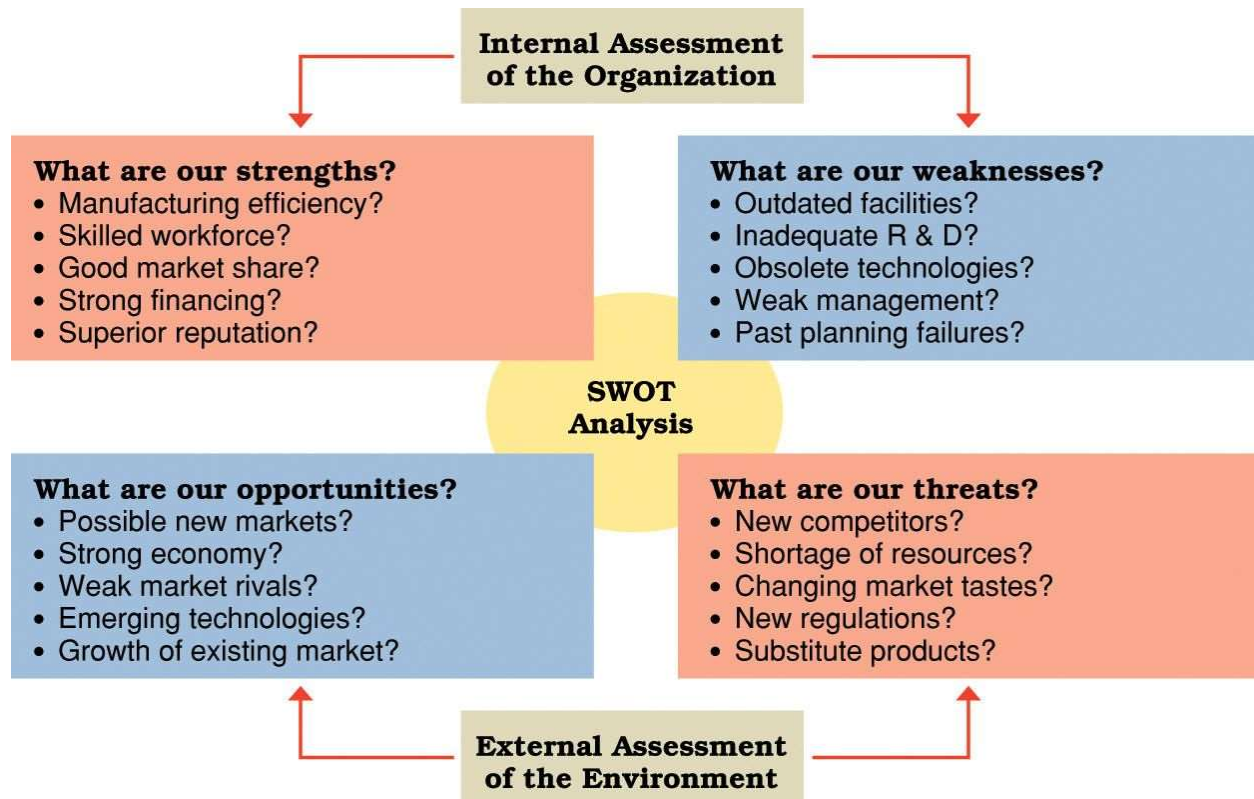 Internal Assessment
of the Organization
What are our strengths?
• Manufacturing efficiency?
• Skilled workforce?
• Good market share?
• Strong financing?
• Superior reputation?
What are our weaknesses?
• Outdated facilities?
• Inadequate R & D?
• Obsolete technologies?
• Weak management?
• Past planning failures?
SWOT
Analysis
What are our opportunities?
• Possible new markets?
• Strong economy?
• Weak market rivals?
• Emerging technologies?
• Growth of existing market?
What are our threats?
• New competitors?
• Shortage of resources?
• Changing market tastes?
• New regulations?
• Substitute products?
External Assessment
of the Environment